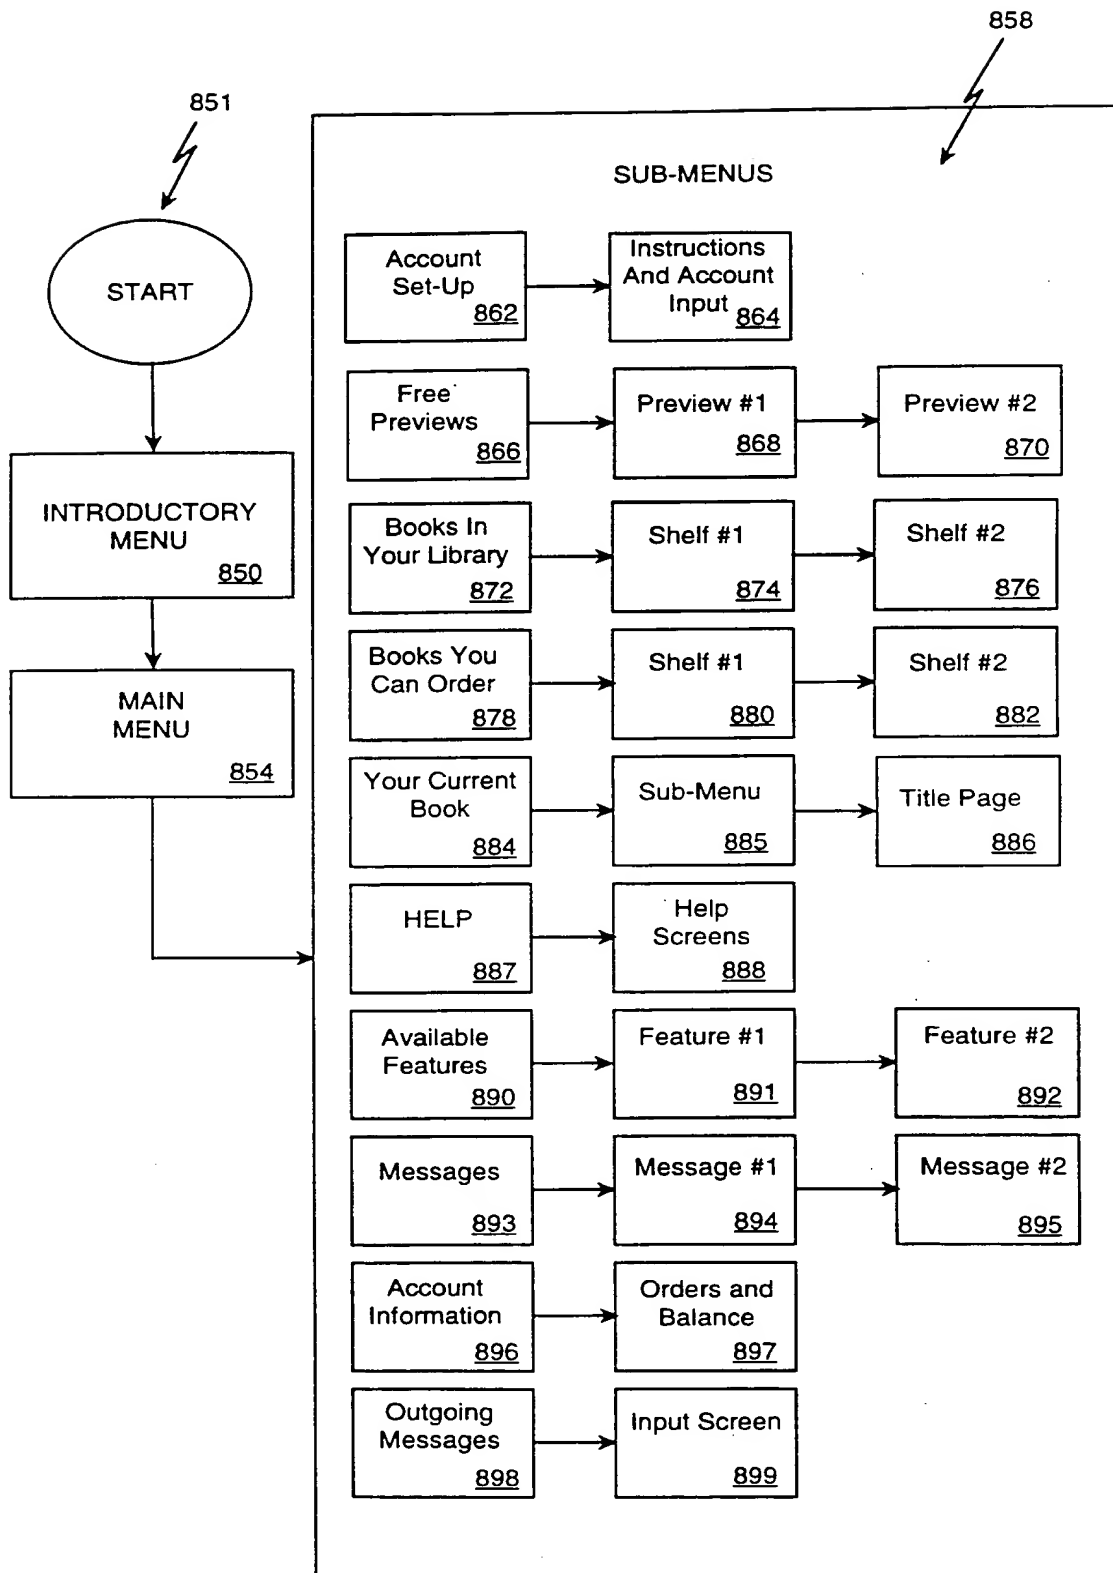 858
851
SUB-MENUS
START
INTRODUCTORY
MENU
850
MAIN
MENU
854
Account
Set-Up
862
Instructions
And Account
Input
864
Free
Previews
866
Preview #1
868
Preview #2
870
Books In
Your Library
872
Shelf #1
874
Shelf #2
876
Books You
Can Order
878
Shelf #1
880
Shelf #2
882
Your Current
Book
884
Sub-Menu
885
Title Page
886
HELP
887
Help
Screens
888
Available
Features
890
Feature #1
891
Feature #2
892
Messages
893
Message #1
894
Message #2
895
Account
Information
896
Orders and
Balance
897
Outgoing
Messages
898
Input Screen
899